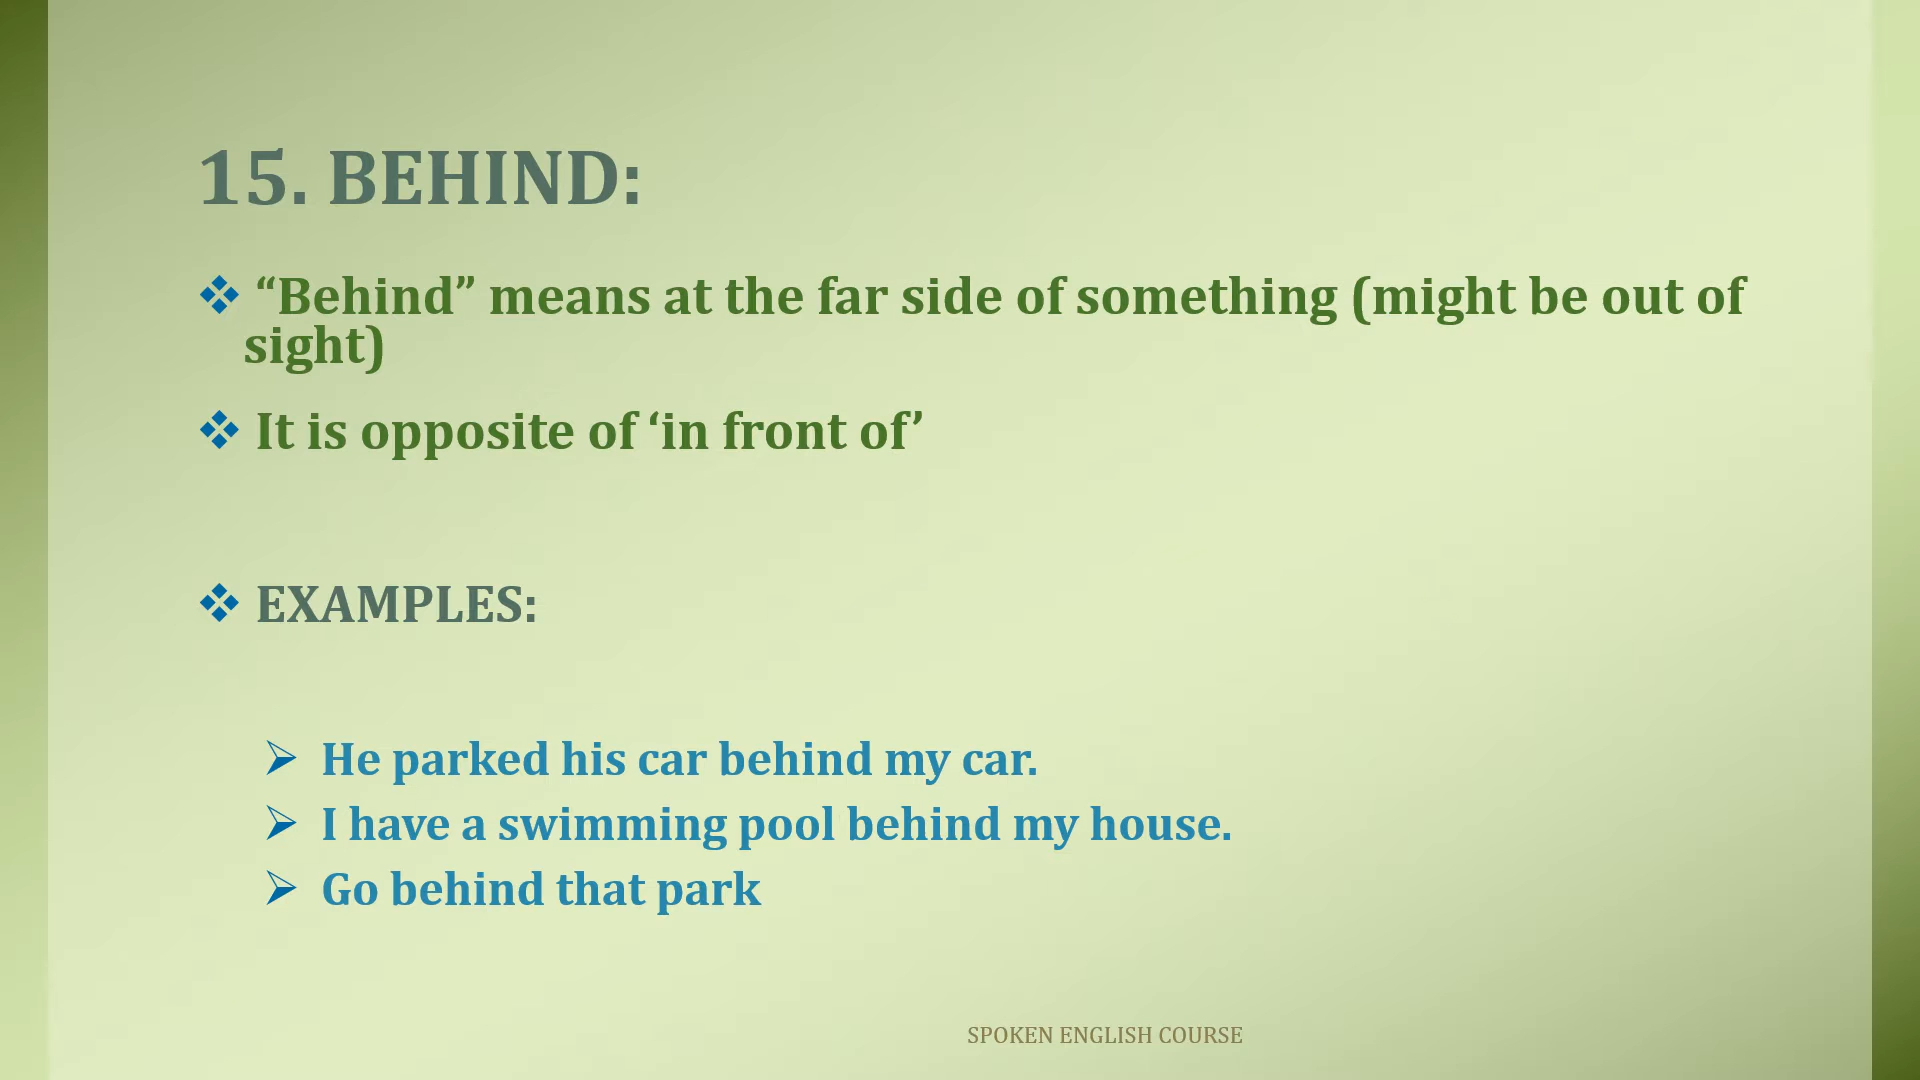 15. BEHIND:
“Behind” means at the far side of something (might be out of
sight)
It is opposite of ‘in front of’
EXAMPLES:
He parked his car behind my car.
I have a swimming pool behind my house.
Go behind that park
SPOKEN ENGLISH COURSE